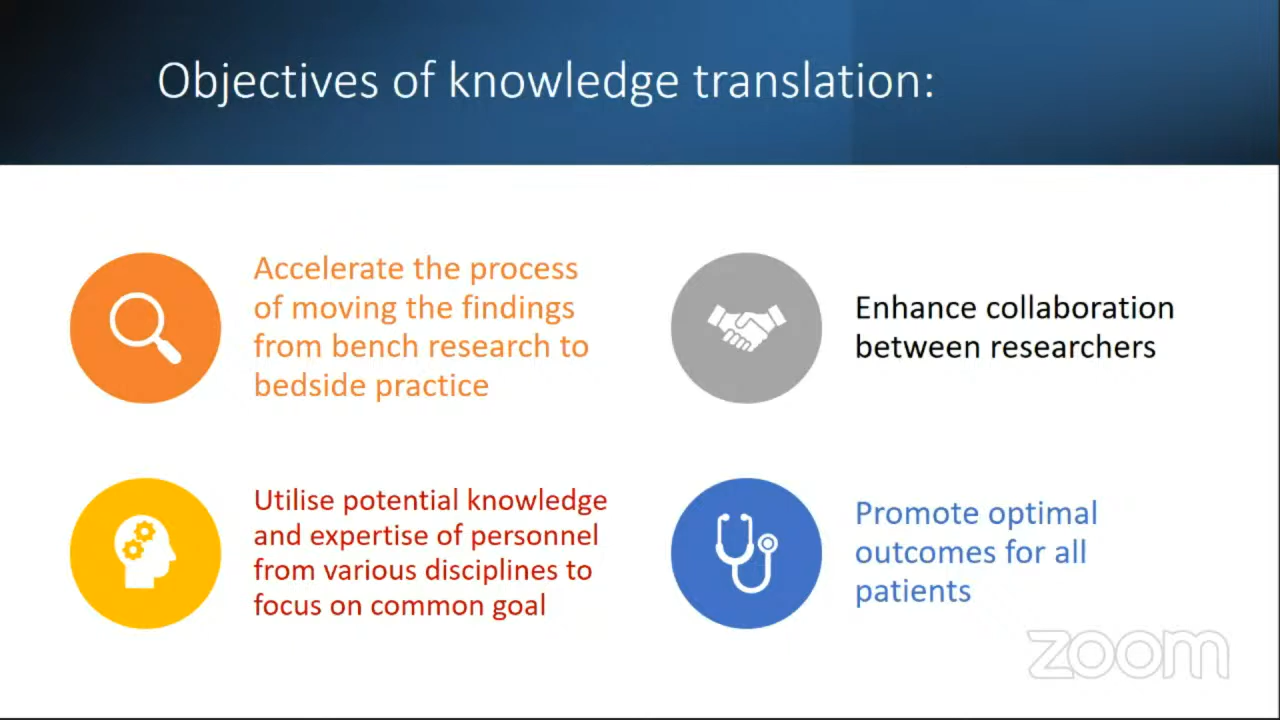 Objectives of knowledge translation:
Accelerate the process
of moving the findings
from bench research to
bedside practice
Enhance collaboration
between researchers
Utilise potential knowledge
and expertise of personnel
from various disciplines to
focus on common goal
Promote optimal
outcomes for all
patients
zoom